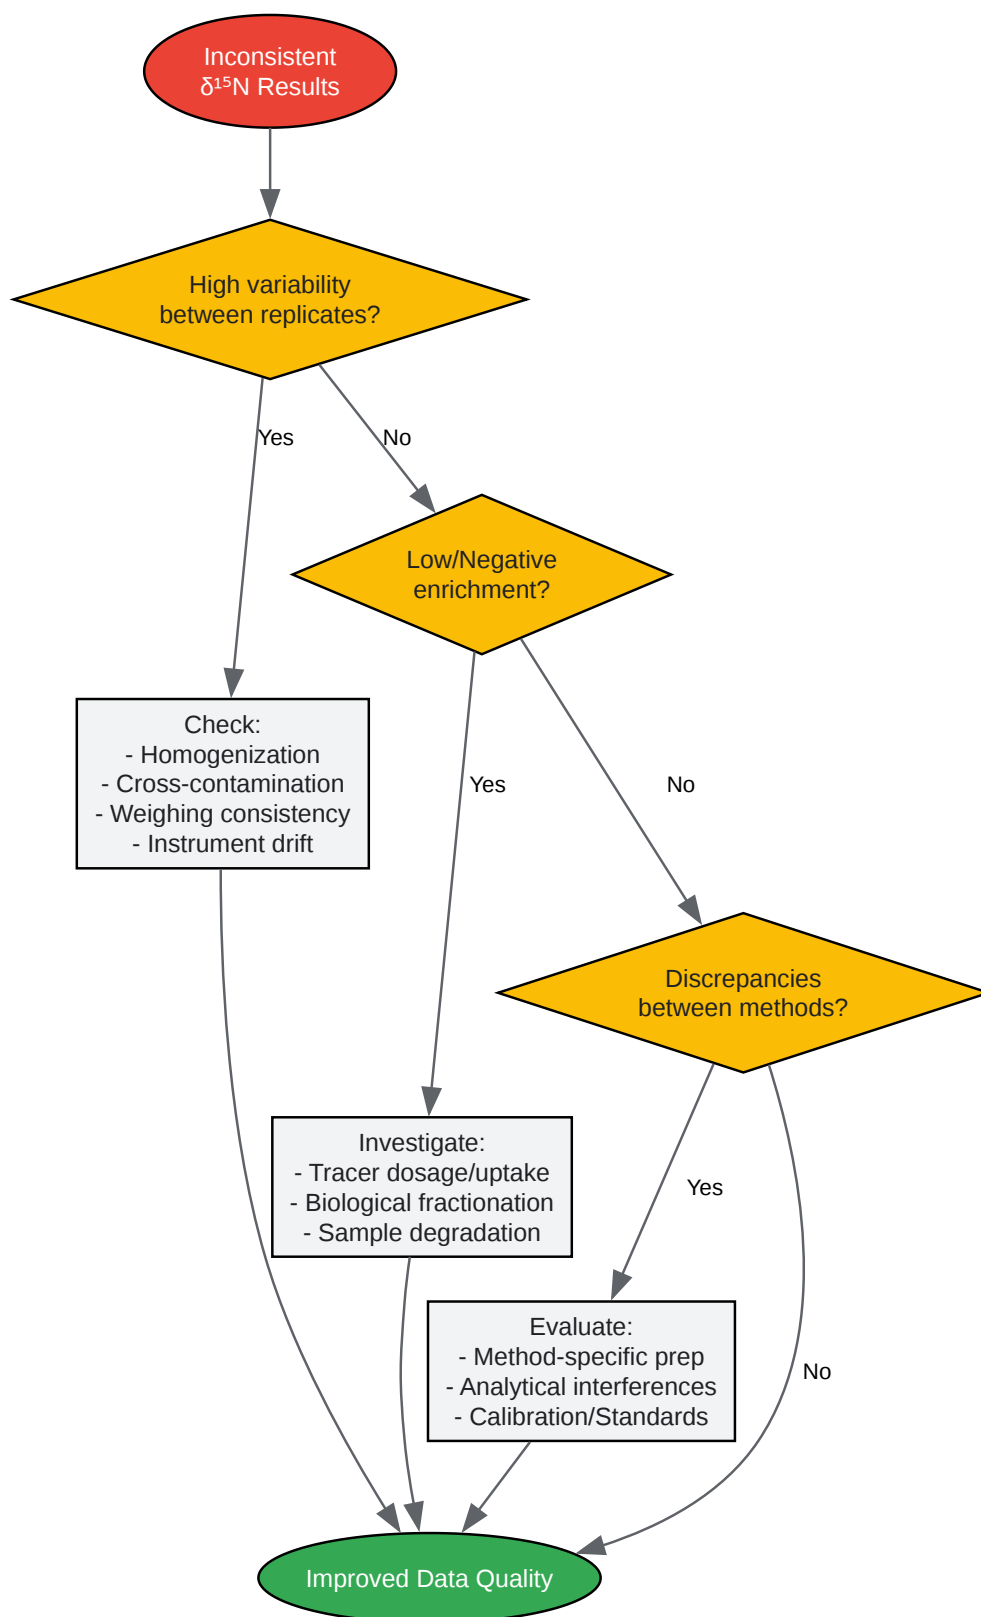 Inconsistent
δ¹⁵N Results
High variability
between replicates?
Yes
No
Low/Negative
enrichment?
Check:
- Homogenization
- Cross-contamination
- Weighing consistency
- Instrument drift
Yes
No
Discrepancies
between methods?
Investigate:
- Tracer dosage/uptake
- Biological fractionation
- Sample degradation
Yes
Evaluate:
- Method-specific prep
- Analytical interferences
- Calibration/Standards
No
Improved Data Quality